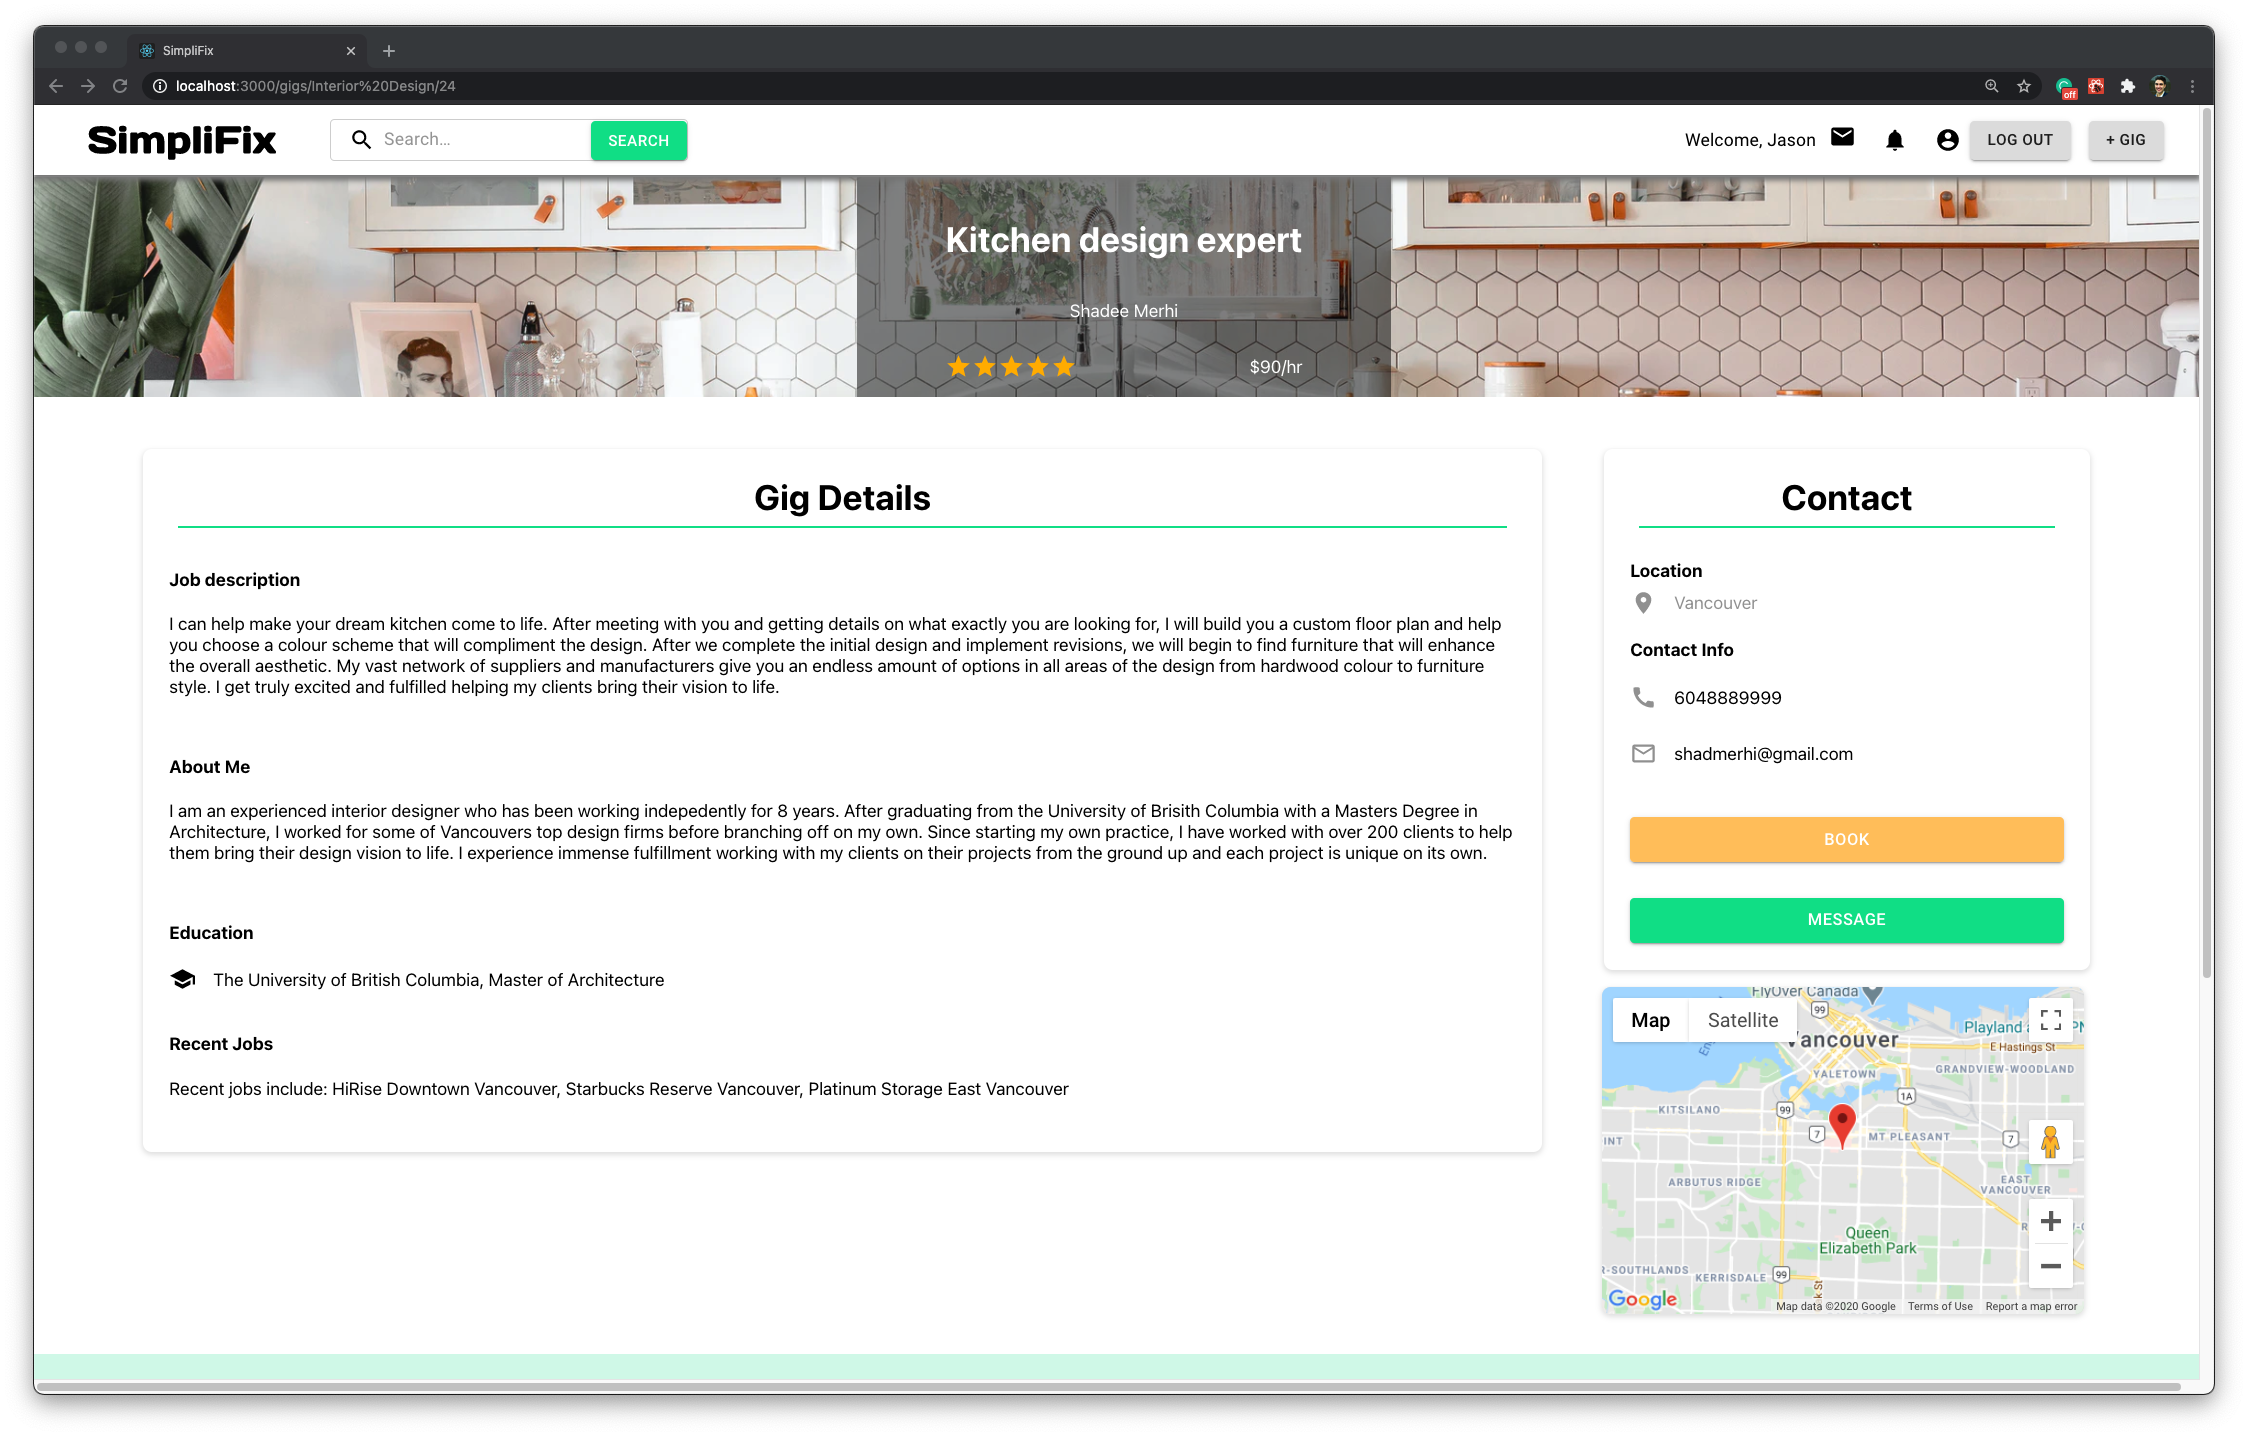 SimpliFix
localhost:3000/gigs/Interior%20Design/24
off
SimpliFix
Search...
SEARCH
Welcome, Jason
LOG OUT
+ GIG
Kitchen design expert
Shadee Merhi
$90/hr
Gig Details
Job description
I can help make your dream kitchen come to life. After meeting with you and getting details on what exactly you are looking for, I will build you a custom floor plan and help
you choose a colour scheme that will compliment the design. After we complete the initial design and implement revisions, we will begin to find furniture that will enhance
the overall aesthetic. My vast network of suppliers and manufacturers give you an endless amount of options in all areas of the design from hardwood colour to furniture
style. I get truly excited and fulfilled helping my clients bring their vision to life.
About Me
I am an experienced interior designer who has been working indepedently for 8 years. After graduating from the University of Brisith Columbia with a Masters Degree in
Architecture, I worked for some of Vancouvers top design firms before branching off on my own. Since starting my own practice, I have worked with over 200 clients to help
them bring their design vision to life. I experience immense fulfillment working with my clients on their projects from the ground up and each project is unique on its own.
Education
The University of British Columbia, Master of Architecture
Recent Jobs
Recent jobs include: HiRise Downtown Vancouver, Starbucks Reserve Vancouver, Platinum Storage East Vancouver
Contact
Location
Vancouver
Contact Info
6048889999
shadmerhi@gmail.com
BOOK
MESSAGE
FlyOver Canada
99
Map
Satellite
Playland
Vancouver
E Hastings St
YALETOWN
GRANDVIEW-WOODLAND
1A
KITSILANO
99
7
MT PLEASANT
7
ARBUTUS RIDGE
EAST
VANCOUVER
Queen
Elizabeth Park
R-SOUTHLANDS
KERRISDALE
99
Google
Map data ©2020 Google
Terms of Use
Report a map error